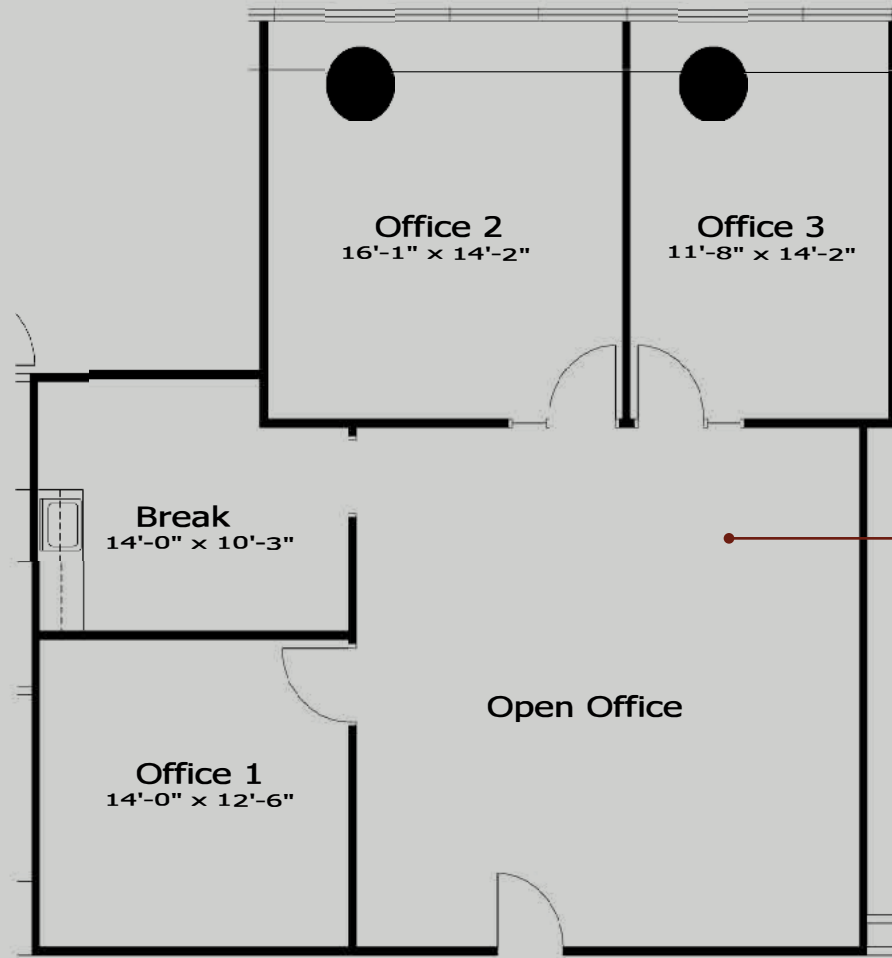 Office 2
16'-1" x 14'-2"
Office 3
11'-8" x 14'-2"
Break
14'-0" x 10'-3"
Open Office
Office 1
14'-0" x 12'-6"